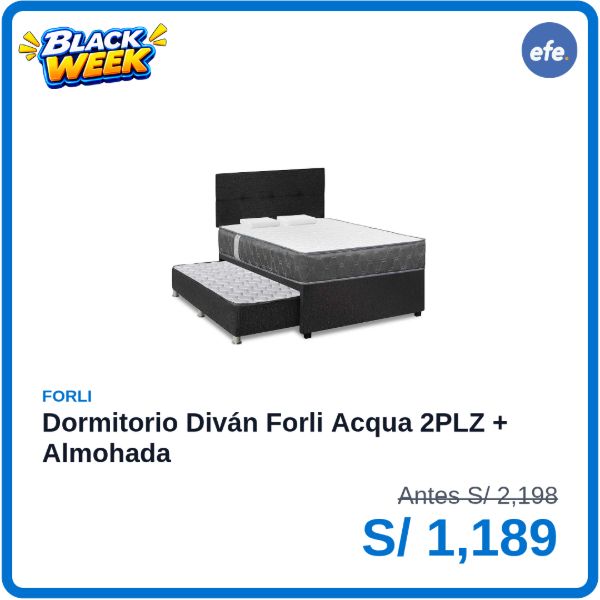 BLACK
WEEK
efe.
FORLI
Dormitorio Diván Forli Acqua 2PLZ +
Almohada
Antes S/ 2,198
S/ 1,189